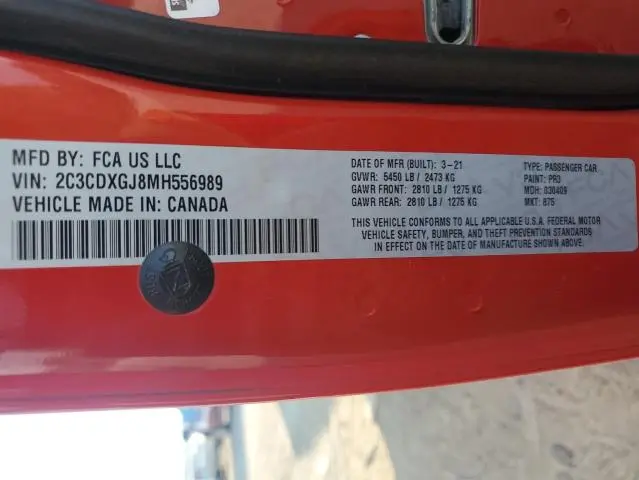 MFD BY: FCA US LLC
VIN: 2C3CDXGJ8MH556989
VEHICLE MADE IN: CANADA
DATE OF MFR (BUILT): 3-21
GVWR: 5450 LB / 2473 KG
GAWR FRONT: 2810 LB / 1275 KG
GAWR REAR: 2810 LB / 1275 KG
TYPE: PASSENGER CAR
PAINT: PR3
MDH: 030409
MKT: 875
THIS VEHICLE CONFORMS TO ALL APPLICABLE U.S.A. FEDERAL MOTOR
VEHICLE SAFETY, BUMPER, AND THEFT PREVENTION STANDARDS
IN EFFECT ON THE DATE OF MANUFACTURE SHOWN ABOVE.